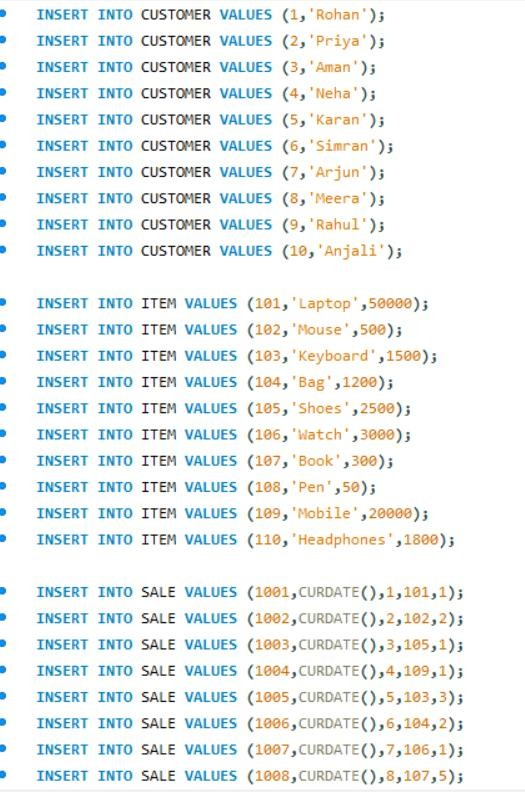 INSERT INTO CUSTOMER VALUES (1,'Rohan');
INSERT INTO CUSTOMER VALUES (2,'Priya');
INSERT INTO CUSTOMER VALUES (3,'Aman');
INSERT INTO CUSTOMER VALUES (4,'Neha');
INSERT INTO CUSTOMER VALUES (5,'Karan');
INSERT INTO CUSTOMER VALUES (6,'Simran');
INSERT INTO CUSTOMER VALUES (7,'Arjun');
INSERT INTO CUSTOMER VALUES (8,'Meera');
INSERT INTO CUSTOMER VALUES (9,'Rahul');
INSERT INTO CUSTOMER VALUES (10,'Anjali');
INSERT INTO ITEM VALUES (101,'Laptop',50000);
INSERT INTO ITEM VALUES (102,'Mouse',500);
INSERT INTO ITEM VALUES (103,'Keyboard',1500);
INSERT INTO ITEM VALUES (104,'Bag',1200);
INSERT INTO ITEM VALUES (105,'Shoes',2500);
INSERT INTO ITEM VALUES (106,'Watch',3000);
INSERT INTO ITEM VALUES (107,'Book',300);
INSERT INTO ITEM VALUES (108,'Pen',50);
INSERT INTO ITEM VALUES (109,'Mobile',20000);
INSERT INTO ITEM VALUES (110,'Headphones',1800);
INSERT INTO SALE VALUES (1001,CURDATE(),1,101,1);
INSERT INTO SALE VALUES (1002,CURDATE(),2,102,2);
INSERT INTO SALE VALUES (1003,CURDATE(),3,105,1);
INSERT INTO SALE VALUES (1004,CURDATE(),4,109,1);
INSERT INTO SALE VALUES (1005,CURDATE(),5,103,3);
INSERT INTO SALE VALUES (1006,CURDATE(),6,104,2);
INSERT INTO SALE VALUES (1007,CURDATE(),7,106,1);
INSERT INTO SALE VALUES (1008,CURDATE(),8,107,5);